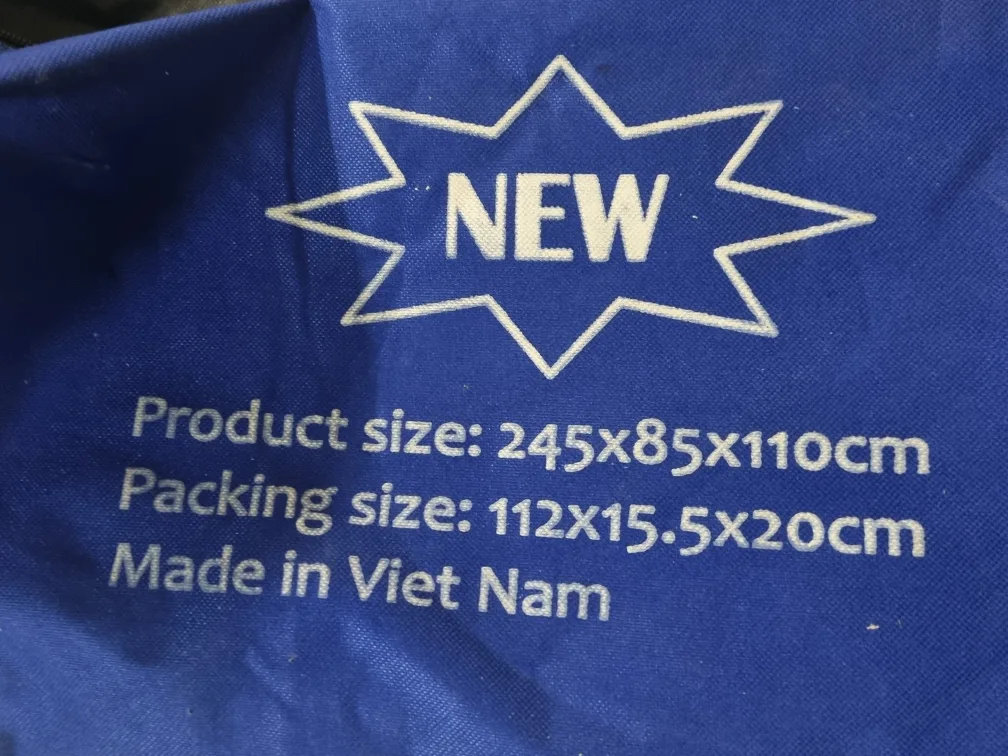 NEW
Product size: 245x85x110cm
Packing size: 112x15.5x20cm
Made in Viet Nam